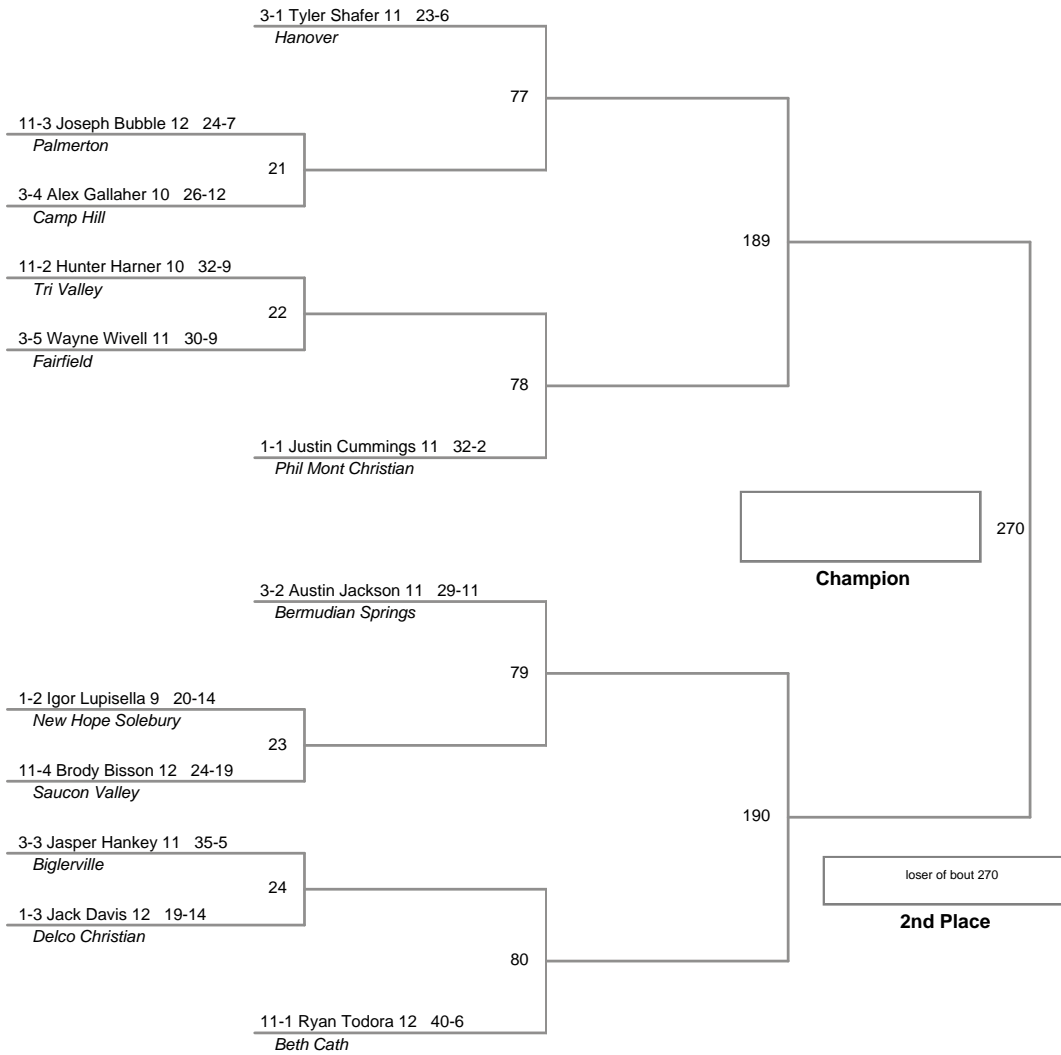 3-1 Tyler Shafer 11 23-6
Hanover
77
11-3 Joseph Bubble 12 24-7
Palmerton
21
3-4 Alex Gallaher 10 26-12
Camp Hill
189
11-2 Hunter Harner 10 32-9
Tri Valley
22
3-5 Wayne Wivell 11 30-9
Fairfield
78
1-1 Justin Cummings 11 32-2
Phil Mont Christian
270
Champion
3-2 Austin Jackson 11 29-11
Bermudian Springs
79
1-2 Igor Lupisella 9 20-14
New Hope Solebury
23
11-4 Brody Bisson 12 24-19
Saucon Valley
190
3-3 Jasper Hankey 11 35-5
Biglerville
loser of bout 270
24
1-3 Jack Davis 12 19-14
2nd Place
Delco Christian
80
11-1 Ryan Todora 12 40-6
Beth Cath